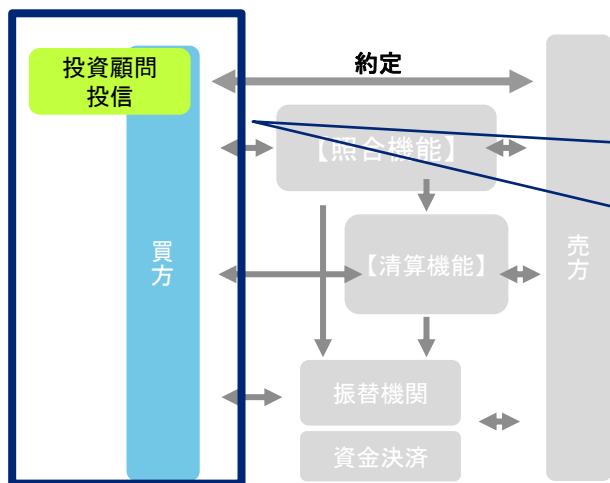 投資顧問
投信
約定
【照合機能】
買方
【清算機能】
売方
振替機関
資金決済